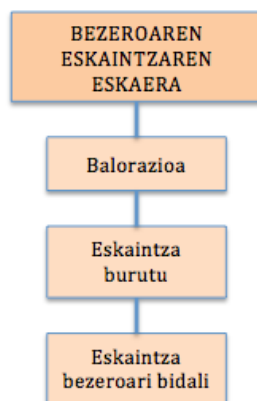 BEZEROAREN
ESKAINTZAREN
ESKAERA
Balorazioa
Eskaintza
burutu
Eskaintza
bezeroari bidali